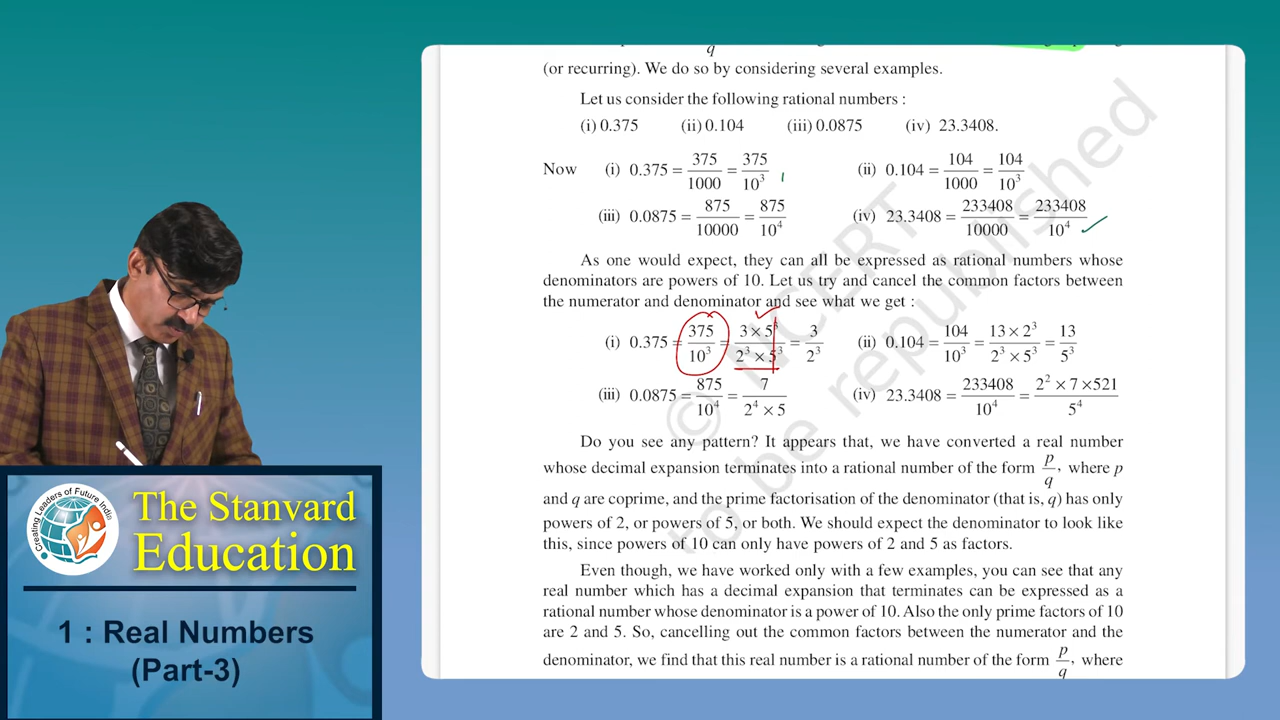 q
(or recurring). We do so by considering several examples.
Let us consider the following rational numbers :
(i) 0.375 (ii) 0.104 (iii) 0.0875 (iv) 23.3408.
Now (i) 0.375 = 375/1000 = 375/10³ (ii) 0.104 = 104/1000 = 104/10³
(iii) 0.0875 = 875/10000 = 875/10⁴ (iv) 23.3408 = 233408/10000 = 233408/10⁴
As one would expect, they can all be expressed as rational numbers whose
denominators are powers of 10. Let us try and cancel the common factors between
the numerator and denominator and see what we get :
(i) 0.375 = 375/10³ = 3 × 5³/2³ × 5³ = 3/2³ (ii) 0.104 = 104/10³ = 13 × 2³/2³ × 5³ = 13/5³
(iii) 0.0875 = 875/10⁴ = 7/2⁴ × 5 (iv) 23.3408 = 233408/10⁴ = 2² × 7 ×521/5⁴
Do you see any pattern? It appears that, we have converted a real number
whose decimal expansion terminates into a rational number of the form p/q, where p
and q are coprime, and the prime factorisation of the denominator (that is, q) has only
powers of 2, or powers of 5, or both. We should expect the denominator to look like
this, since powers of 10 can only have powers of 2 and 5 as factors.
Even though, we have worked only with a few examples, you can see that any
real number which has a decimal expansion that terminates can be expressed as a
rational number whose denominator is a power of 10. Also the only prime factors of 10
are 2 and 5. So, cancelling out the common factors between the numerator and the
denominator, we find that this real number is a rational number of the form p/q, where
© NCERT
to be republished
Creating Leaders of Future India
The Stanvard
Education
1 : Real Numbers
(Part-3)